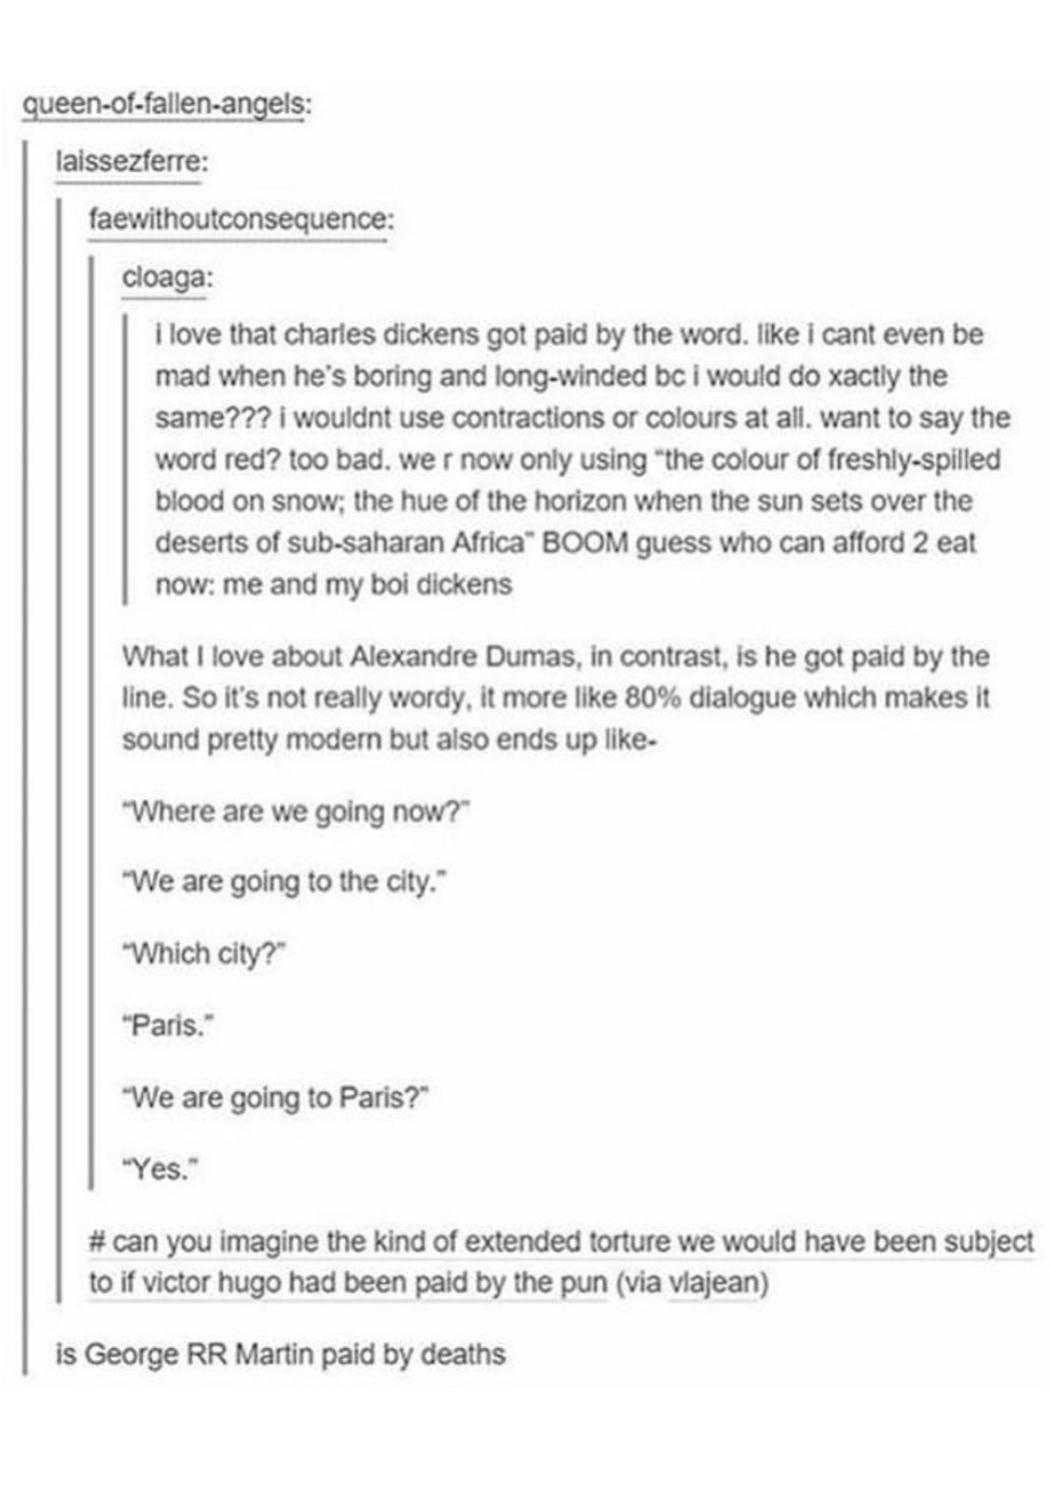 queen-of-fallen-angels:
laissezferre:
faewithoutconsequence:
cloaga:
i love that charles dickens got paid by the word. like i cant even be
mad when he's boring and long-winded bc i would do xactly the
same??? i wouldnt use contractions or colours at all. want to say the
word red? too bad. we r now only using "the colour of freshly-spilled
blood on snow; the hue of the horizon when the sun sets over the
deserts of sub-saharan Africa" BOOM guess who can afford 2 eat
now: me and my boi dickens
What I love about Alexandre Dumas, in contrast, is he got paid by the
line. So it's not really wordy, it more like 80% dialogue which makes it
sound pretty modern but also ends up like-
"Where are we going now?"
"We are going to the city."
"Which city?"
"Paris."
"We are going to Paris?"
"Yes."
# can you imagine the kind of extended torture we would have been subject
to if victor hugo had been paid by the pun (via vlajean)
is George RR Martin paid by deaths